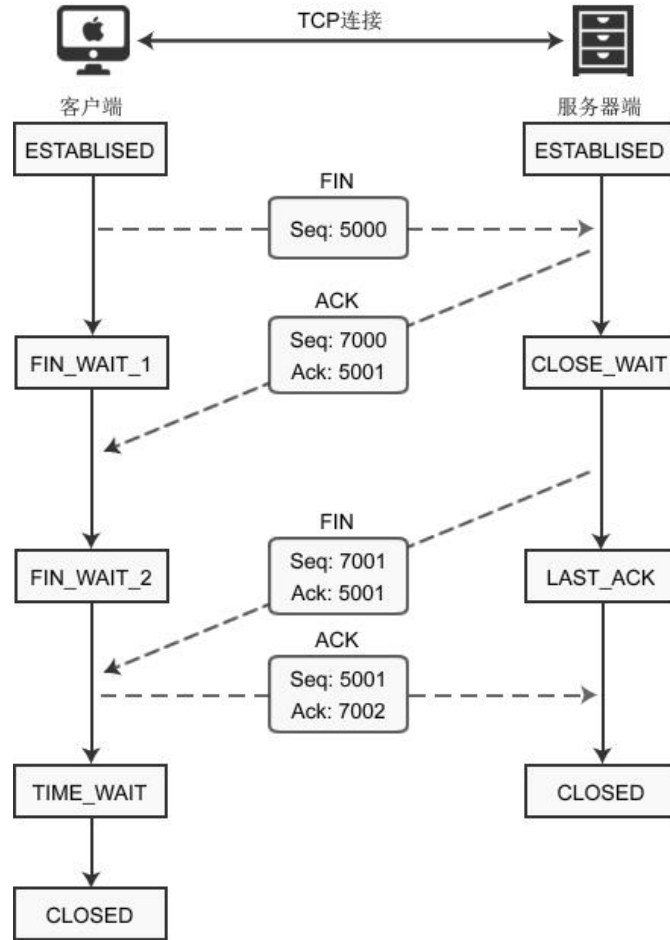 TCP连接
客户端
服务器端
ESTABLISED
ESTABLISED
FIN
Seq: 5000
ACK
Seq: 7000
Ack: 5001
FIN_WAIT_1
CLOSE_WAIT
FIN
Seq: 7001
Ack: 5001
FIN_WAIT_2
LAST_ACK
ACK
Seq: 5001
Ack: 7002
TIME_WAIT
CLOSED
CLOSED